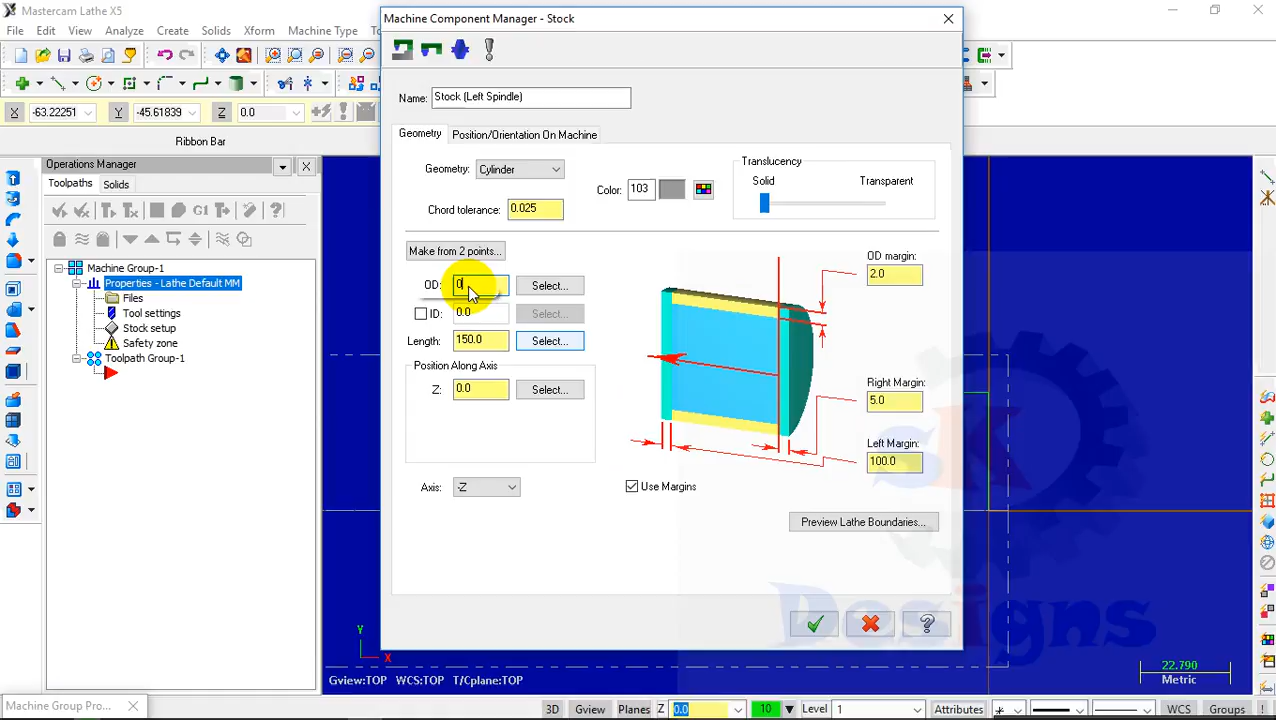 Mastercam Lathe X5
File Edit View Analyze Create Solids Xform Machine Type
Machine Component Manager - Stock
Name: Stock (Left Spindle)
X -63.22251 Y -45.61839 Z 0.0
Ribbon Bar
Operations Manager
Toolpaths Solids
G1
Machine Group-1
Properties - Lathe Default MM
Files
Tool settings
Stock setup
Safety zone
Toolpath Group-1
Geometry Position/Orientation On Machine
Geometry: Cylinder
Chord tolerance: 0.025
Color: 103
Translucency
Solid Transparent
Make from 2 points...
OD: 0 Select...
ID: 0.0 Select...
Length: 150.0 Select...
Position Along Axis
Z: 0.0 Select...
Axis: -Z
OD margin:
2.0
Right Margin:
5.0
Left Margin:
100.0
Use Margins
Preview Lathe Boundaries...
SK
Designs
Y
X
Gview:TOP WCS:TOP T/Cplane:TOP
22.790
Metric
Machine Group Pro...
3D Gview Planes Z 0.0 10 Level 1 Attributes WCS Groups